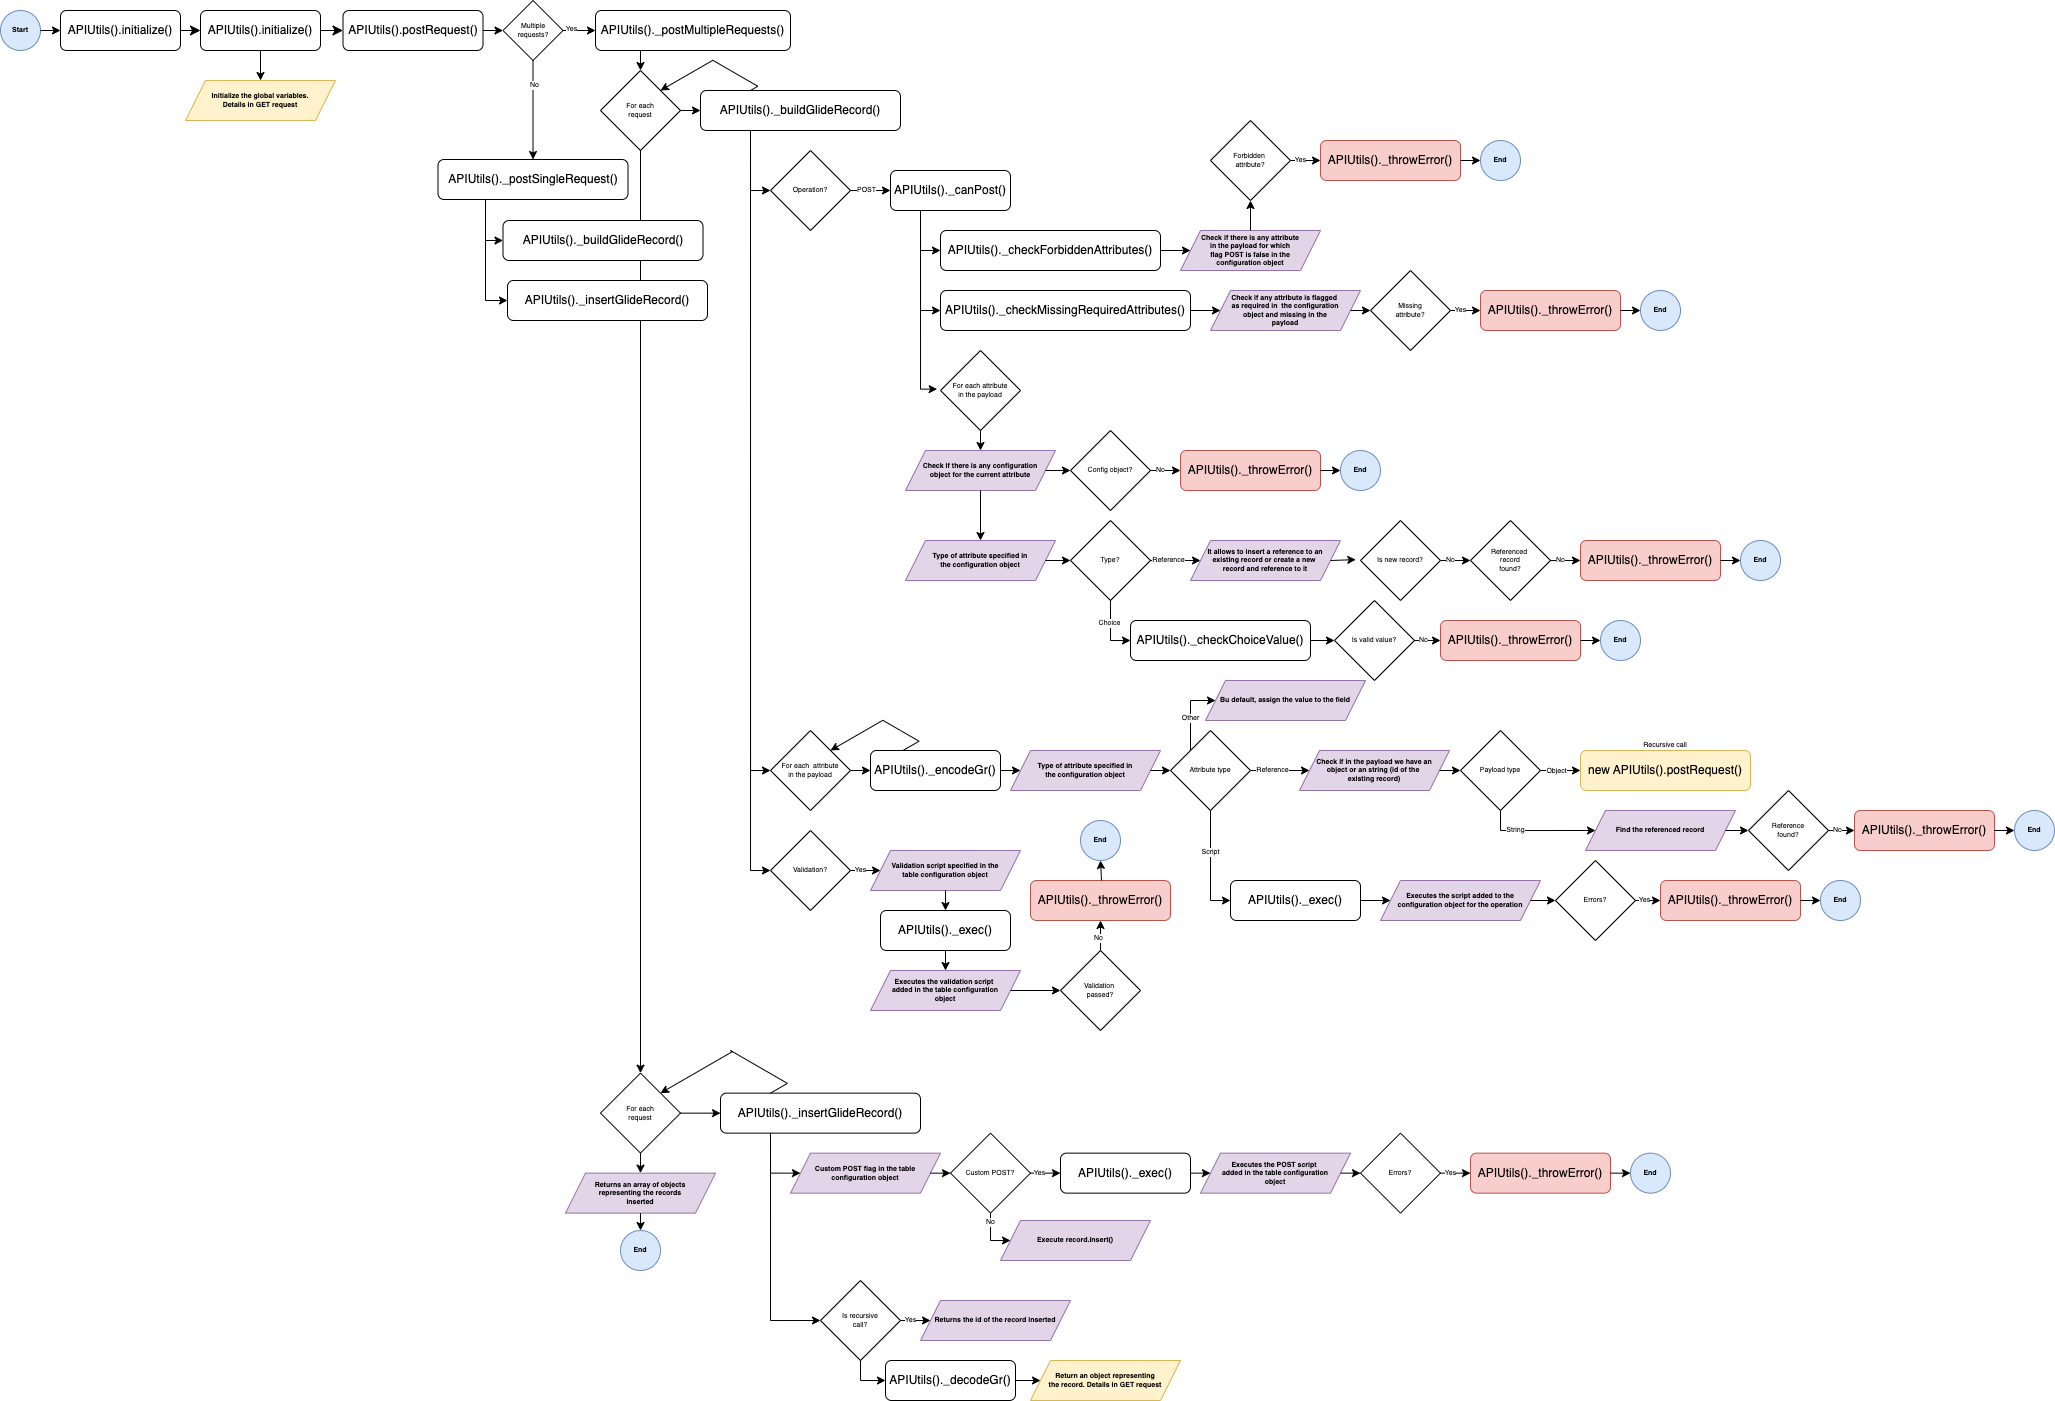 Start
APIUtils().initialize()
APIUtils().initialize()
APIUtils().postRequest()
Multiple
requests?
Yes
APIUtils()._postMultipleRequests()
Initialize the global variables.
Details in GET request
No
For each
request
APIUtils()._buildGlideRecord()
APIUtils()._postSingleRequest()
APIUtils()._buildGlideRecord()
APIUtils()._insertGlideRecord()
Operation?
POST
APIUtils()._canPost()
Forbidden
attribute?
Yes
APIUtils()._throwError()
End
APIUtils()._checkForbiddenAttributes()
Check if there is any attribute
in the payload for which
flag POST is false in the
configuration object
APIUtils()._checkMissingRequiredAttributes()
Check if any attribute is flagged
as required in  the configuration
object and missing in the
payload
Missing
attribute?
Yes
APIUtils()._throwError()
End
For each attribute
in the payload
Check if there is any configuration
object for the current attribute
Config object?
No
APIUtils()._throwError()
End
Type of attribute specified in
the configuration object
Type?
Reference
It allows to insert a reference to an
existing record or create a new
record and reference to it
Is new record?
No
Referenced
record
found?
No
APIUtils()._throwError()
End
Choice
APIUtils()._checkChoiceValue()
Is valid value?
No
APIUtils()._throwError()
End
Bu default, assign the value to the field
Other
For each  attribute
in the payload
APIUtils()._encodeGr()
Type of attribute specified in
the configuration object
Attribute type
Reference
Check if in the payload we have an
object or an string (id of the
existing record)
Payload type
Object
Recursive call
new APIUtils().postRequest()
String
Find the referenced record
Reference
found?
No
APIUtils()._throwError()
End
Script
APIUtils()._exec()
Executes the script added to the
configuration object for the operation
Errors?
Yes
APIUtils()._throwError()
End
Validation?
Yes
Validation script specified in the
table configuration object
APIUtils()._exec()
Executes the validation script
added in the table configuration
object
Validation
passed?
No
APIUtils()._throwError()
End
For each
request
APIUtils()._insertGlideRecord()
Returns an array of objects
representing the records
inserted
End
Custom POST flag in the table
configuration object
Custom POST?
Yes
APIUtils()._exec()
Executes the POST script
added in the table configuration
object
Errors?
Yes
APIUtils()._throwError()
End
No
Execute record.insert()
Is recursive
call?
Yes
Returns the id of the record inserted
APIUtils()._decodeGr()
Return an object representing
the record. Details in GET request